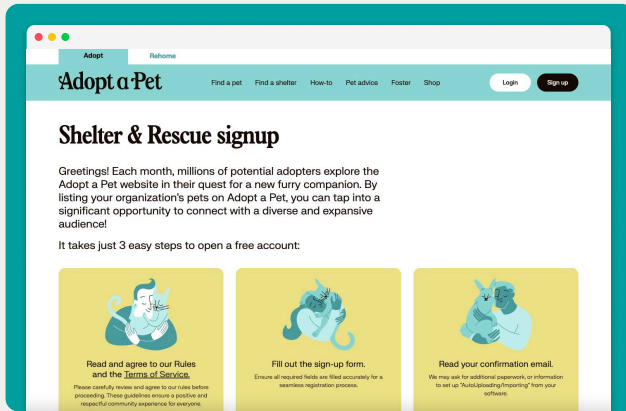 Adopt Rehome
Adopt a Pet Find a pet Find a shelter How-to Pet advice Foster Shop Login Sign up
Shelter & Rescue signup
Greetings! Each month, millions of potential adopters explore the
Adopt a Pet website in their quest for a new furry companion. By
listing your organization's pets on Adopt a Pet, you can tap into a
significant opportunity to connect with a diverse and expansive
audience!
It takes just 3 easy steps to open a free account:
Read and agree to our Rules
and the Terms of Service.
Please carefully review and agree to our rules before
proceeding. These guidelines ensure a positive and
respectful community experience for everyone.
Fill out the sign-up form.
Ensure all required fields are filled accurately for a
seamless registration process.
Read your confirmation email.
We may ask for additional paperwork, or information
to set up "AutoUploading/Importing" from your
software.